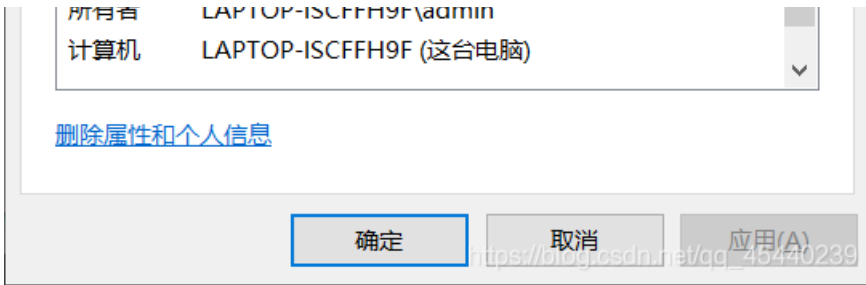 所有者 LAPTOP-ISCFFH9F\admin
计算机 LAPTOP-ISCFFH9F (这台电脑)
删除属性和个人信息
确定 取消 应用(A)
https://blog.csdn.net/qq_45440239